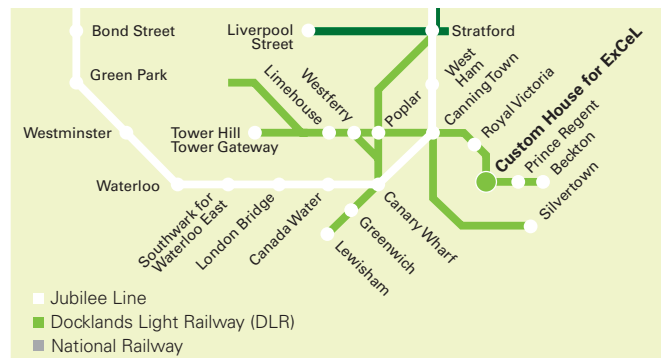 Bond Street
Liverpool
Street
Stratford
Green Park
Limehouse
Westferry
Poplar
West
Ham
Canning Town
Royal Victoria
Custom House for ExCeL
Prince Regent
Beckton
Westminster
Tower Hill
Tower Gateway
Waterloo
Southwark for
Waterloo East
London Bridge
Canada Water
Lewisham
Greenwich
Canary Wharf
Silvertown
Jubilee Line
Docklands Light Railway (DLR)
National Railway